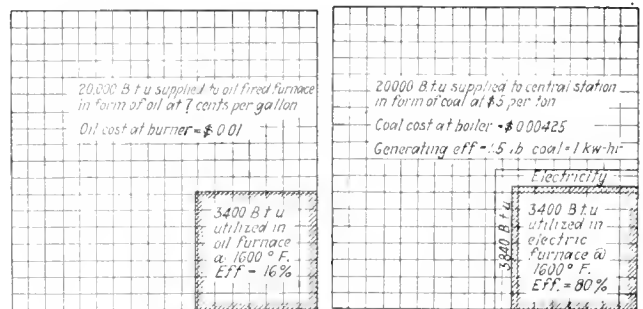 20,000 B t u supplied to oil fired furnace
in form of oil at 7 cents per gallon
Oil cost at burner = $ 0.01
3400 B t u
utilized in
oil furnace
@ 1600° F.
Eff - 16%
20000 B.t.u supplied to central station
in form of coal at $5 per ton
Coal cost at boiler - $0.00425
Generating eff - 1.5 lb coal = 1 kw-hr
Electricity
3840 B t u
3400 B.t.u
utilized in
electric
furnace @
1600° F.
Eff. = 80%